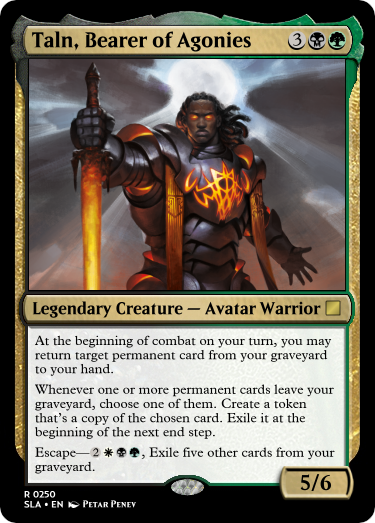 Taln, Bearer of Agonies 3
Legendary Creature — Avatar Warrior
At the beginning of combat on your turn, you may
return target permanent card from your graveyard
to your hand.
Whenever one or more permanent cards leave your
graveyard, choose one of them. Create a token
that's a copy of the chosen card. Exile it at the
beginning of the next end step.
Escape—2, Exile five other cards from your
graveyard.
5/6
R 0250
SLA • EN Petar Penev